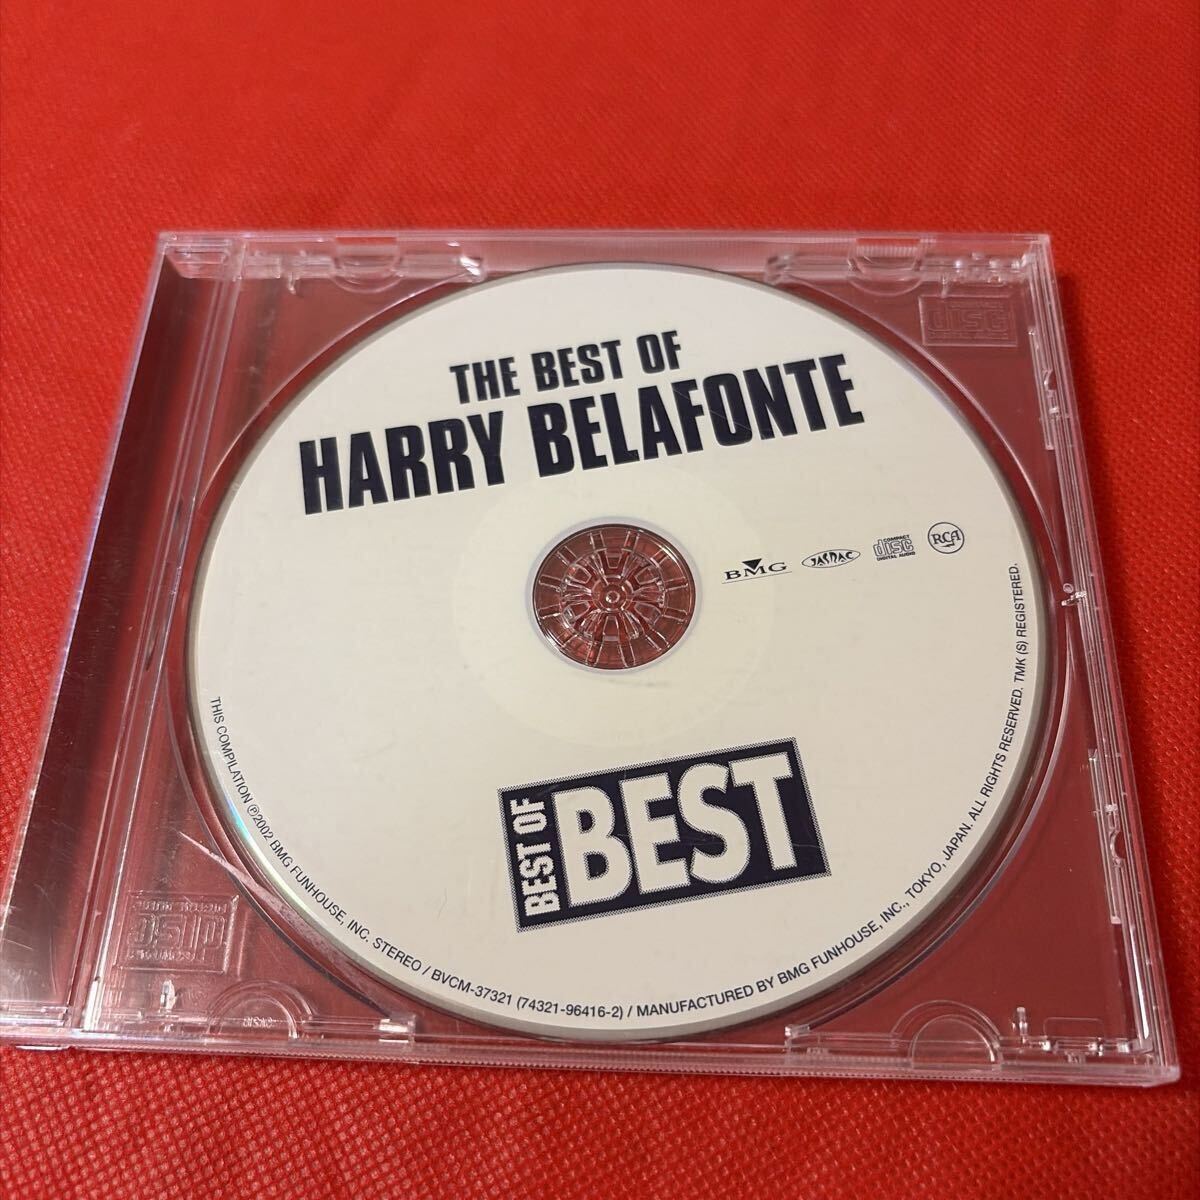 THE BEST OF
HARRY BELAFONTE
BMG
JASRAC
COMPACT
disc
DIGITAL AUDIO
RCA
BEST OF
BEST
THIS COMPILATION ℗2002 BMG FUNHOUSE, INC. STEREO / BVCM-37321 (74321-96416-2) / MANUFACTURED BY BMG FUNHOUSE, INC., TOKYO, JAPAN. ALL RIGHTS RESERVED. TMK (S) REGISTERED.
disc